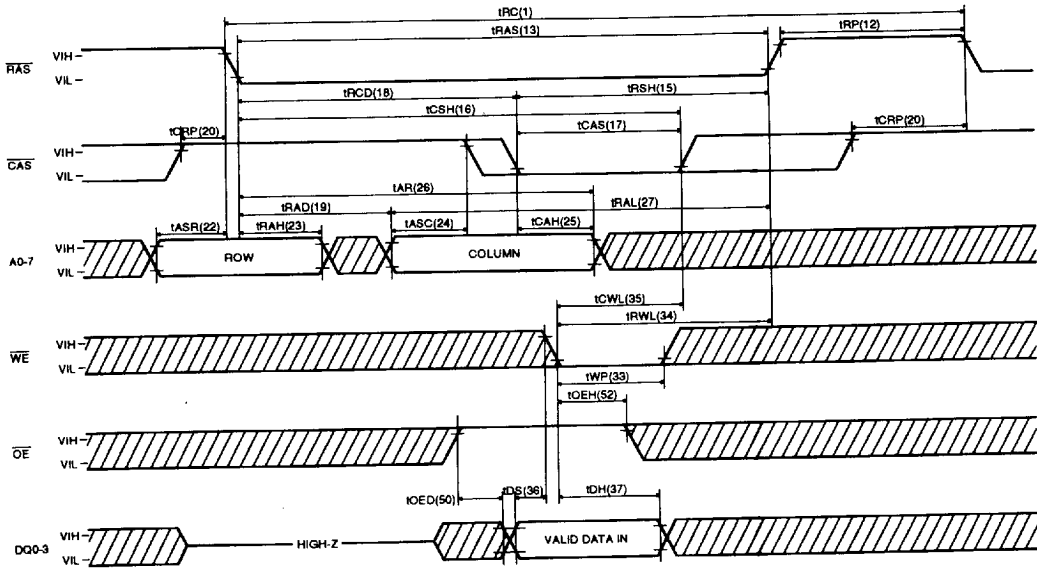 tRC(1)
tRAS(13)
tRP(12)
RAS
VIH
VIL
tRCD(18)
tRSH(15)
tCSH(16)
tCRP(20)
tCAS(17)
tCRP(20)
CAS
VIH
VIL
tAR(26)
tRAD(19)
tRAL(27)
tASR(22)
tRAH(23)
tASC(24)
tCAH(25)
A0-7
VIH
VIL
ROW
COLUMN
tCWL(35)
tRWL(34)
WE
VIH
VIL
tWP(33)
tOEH(52)
OE
VIH
VIL
tOED(50)
tDS(36)
tDH(37)
DQ0-3
VIH
VIL
HIGH-Z
VALID DATA IN